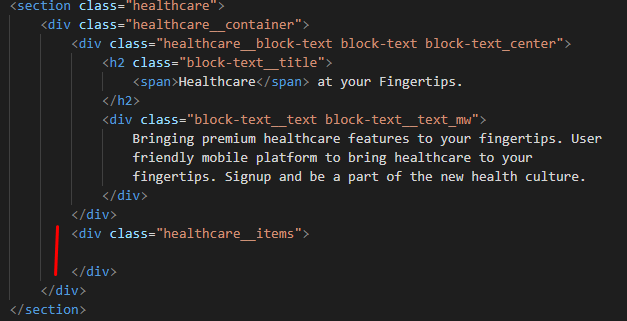 <section class="healthcare">
<div class="healthcare__container">
<div class="healthcare__block-text block-text block-text_center">
<h2 class="block-text__title">
<span>Healthcare</span> at your Fingertips.
</h2>
<div class="block-text__text block-text__text_mw">
Bringing premium healthcare features to your fingertips. User
friendly mobile platform to bring healthcare to your
fingertips. Signup and be a part of the new health culture.
</div>
</div>
<div class="healthcare__items">
</div>
</div>
</section>